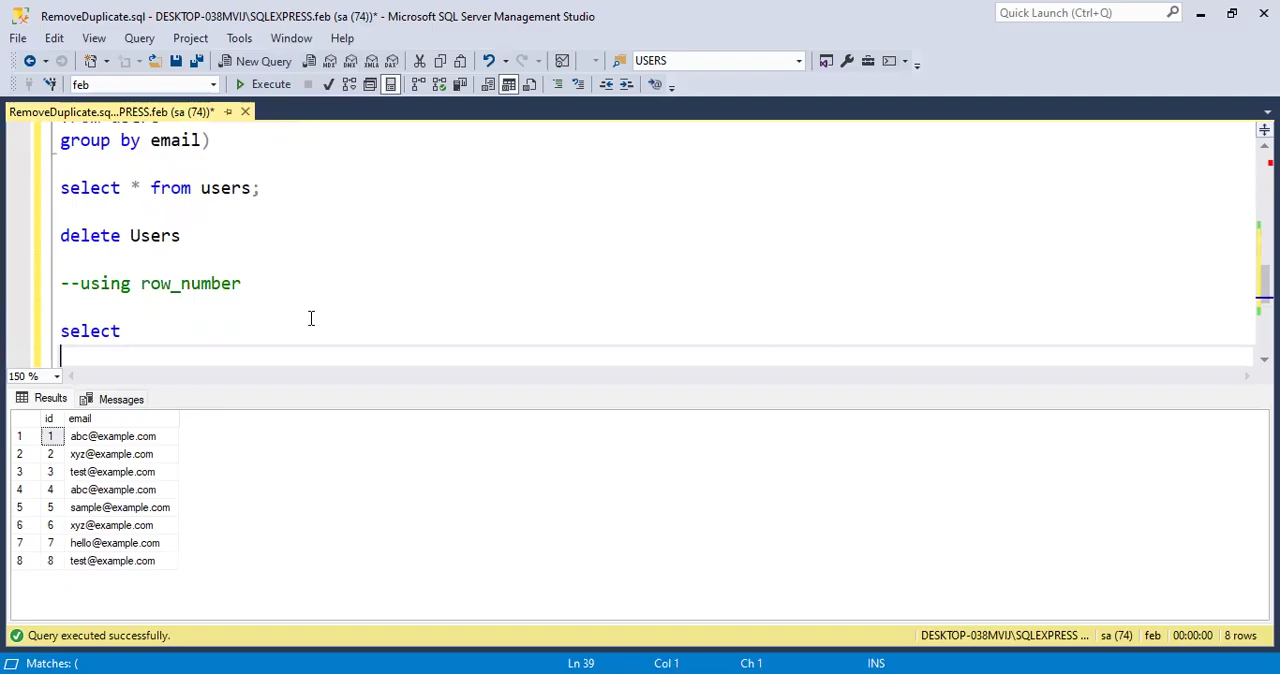 RemoveDuplicate.sql - DESKTOP-038MVIJ\SQLEXPRESS.feb (sa (74))* - Microsoft SQL Server Management Studio
Quick Launch (Ctrl+Q)
File Edit View Query Project Tools Window Help
New Query
USERS
feb
Execute
RemoveDuplicate.sq...PRESS.feb (sa (74))*
from users
group by email)
select * from users;
delete Users
--using row_number
select
150 %
Results Messages
id email
1 1 abc@example.com
2 2 xyz@example.com
3 3 test@example.com
4 4 abc@example.com
5 5 sample@example.com
6 6 xyz@example.com
7 7 hello@example.com
8 8 test@example.com
Query executed successfully.
DESKTOP-038MVIJ\SQLEXPRESS ... sa (74) feb 00:00:00 8 rows
Matches: ( Ln 39 Col 1 Ch 1 INS